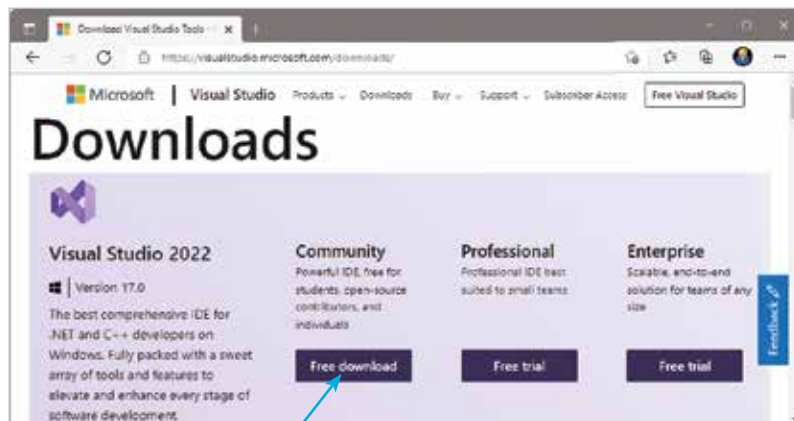 Download Visual Studio Tools
https://visualstudio.microsoft.com/downloads/
Microsoft | Visual Studio Products Downloads Buy Support Subscriber Access Free Visual Studio
Downloads
Visual Studio 2022
Version 17.0
The best comprehensive IDE for
.NET and C++ developers on
Windows. Fully packed with a sweet
array of tools and features to
elevate and enhance every stage of
software development.
Community
Powerful IDE, free for
students, open-source
contributors, and
individuals
Free download
Professional
Professional IDE best
suited to small teams
Free trial
Enterprise
Scalable, end-to-end
solution for teams of any
size
Free trial
Feedback